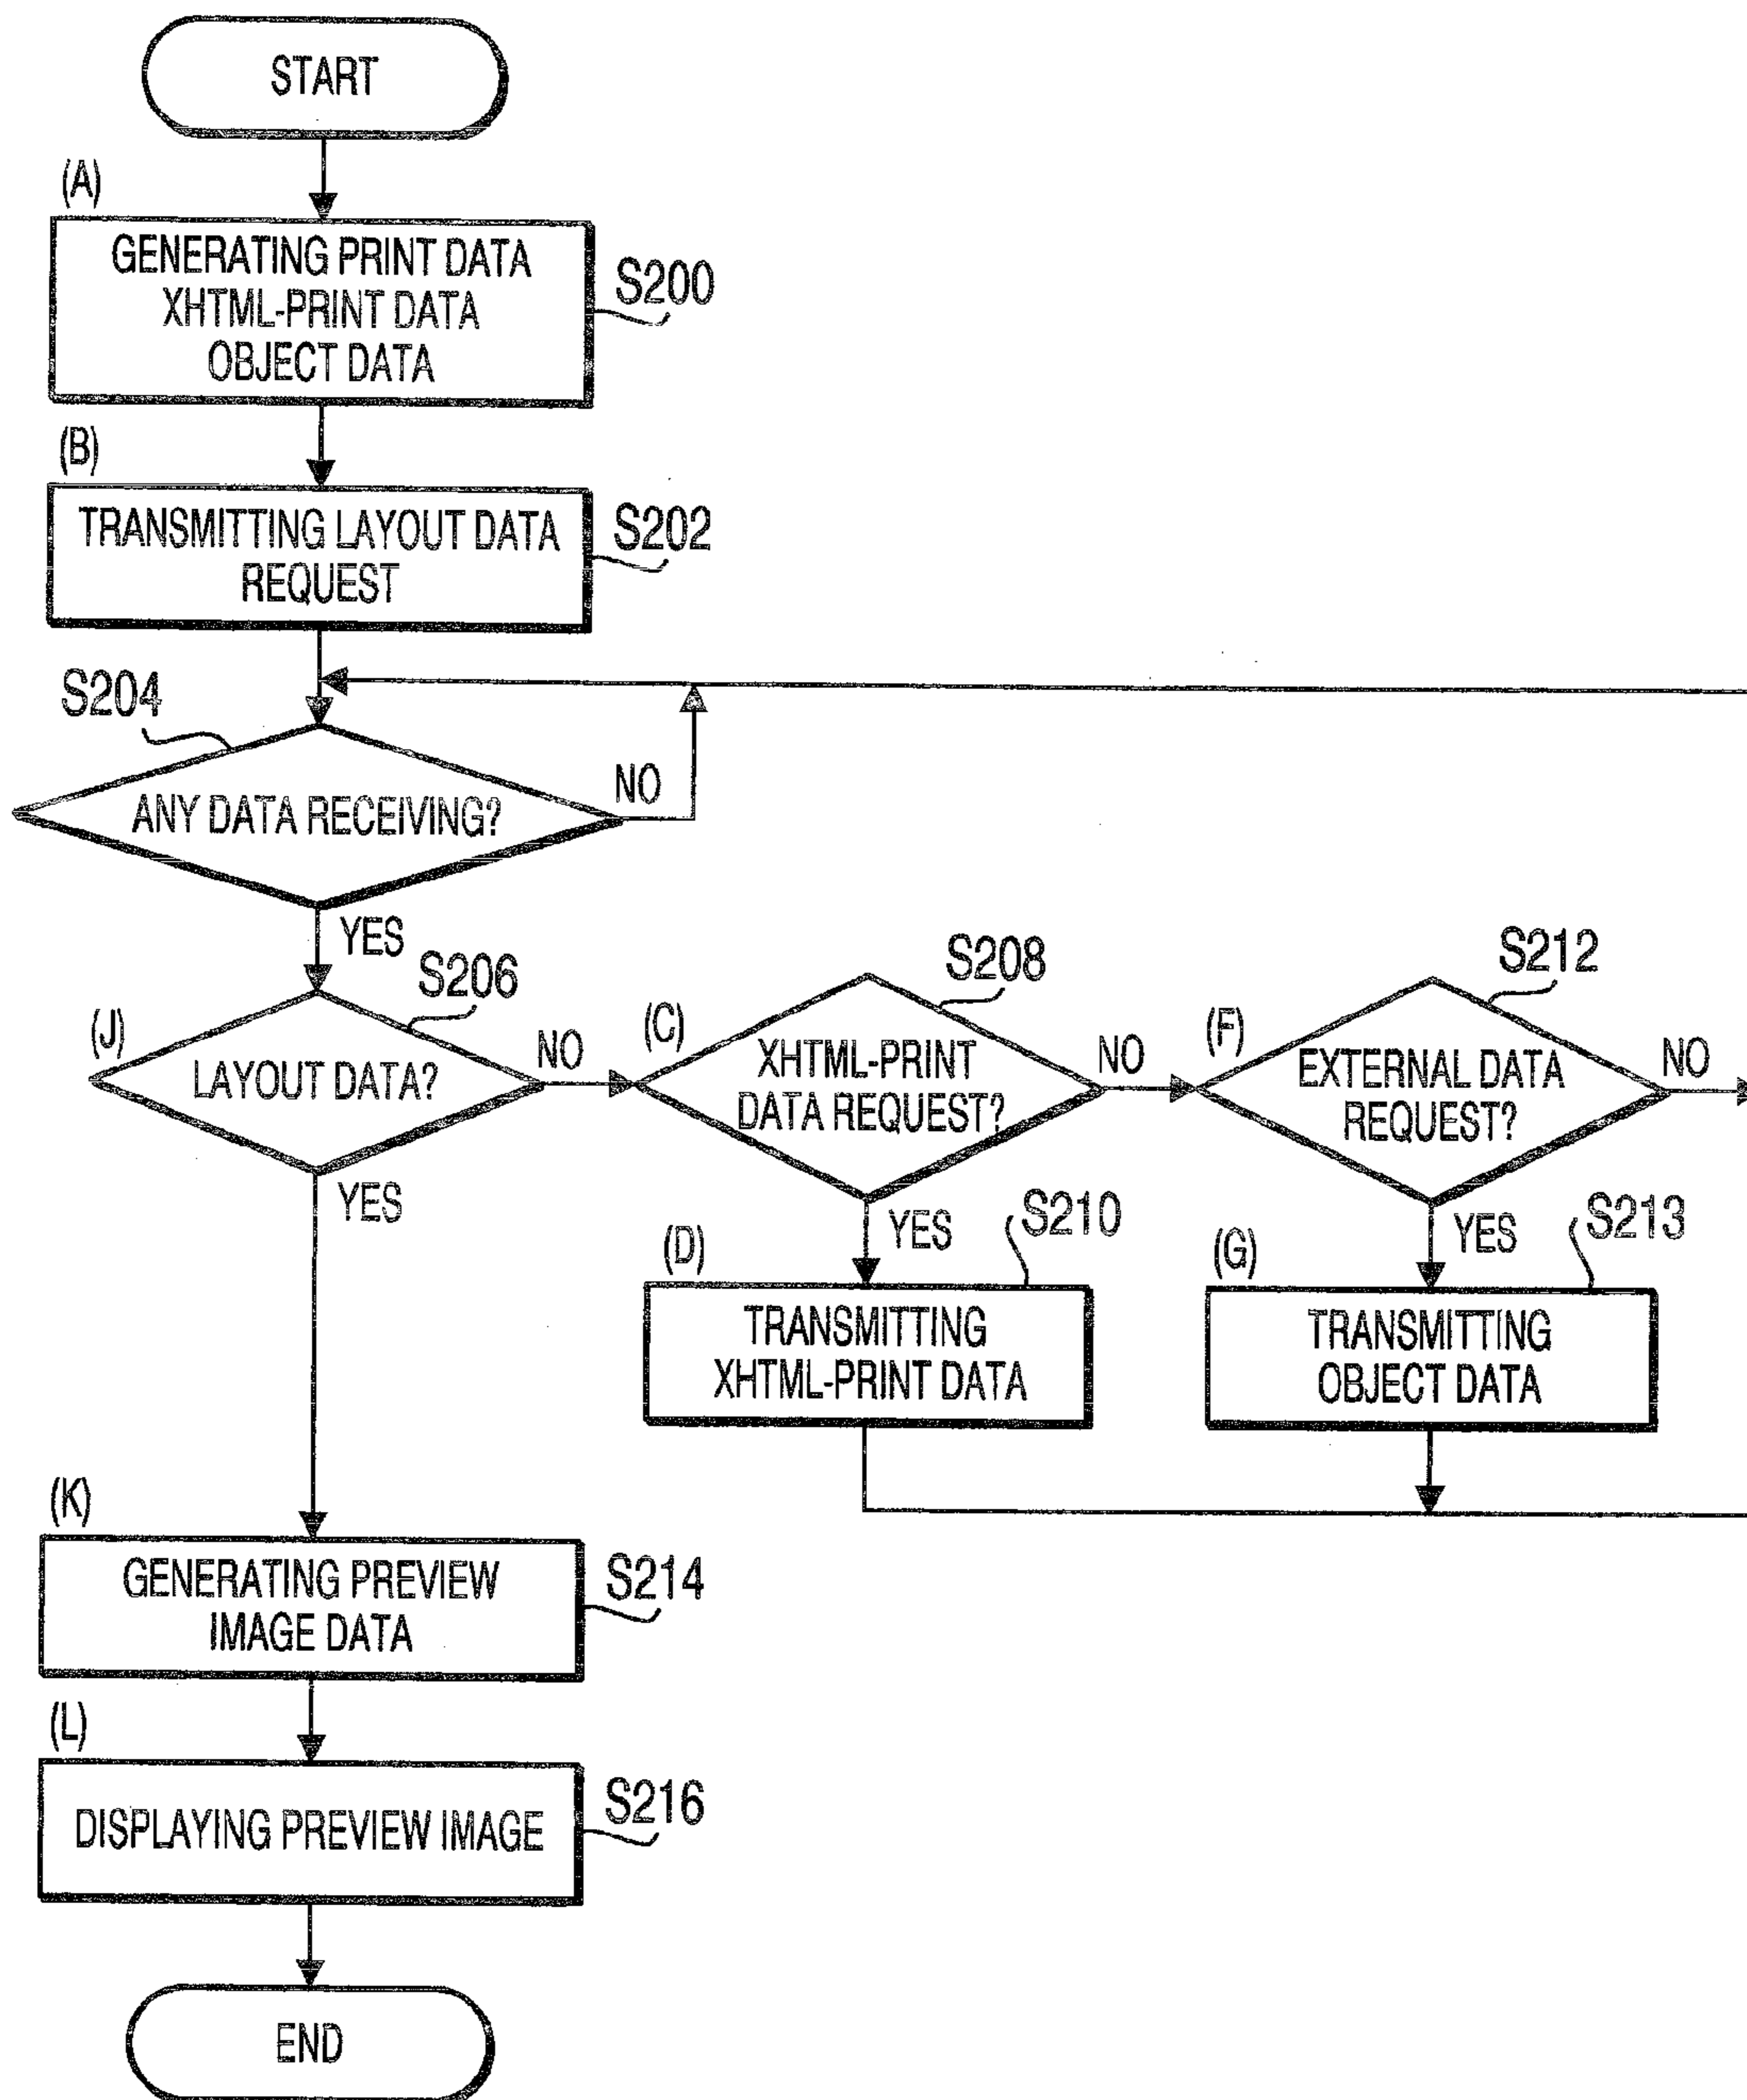 START
(A)
GENERATING PRINT DATA
XHTML-PRINT DATA
OBJECT DATA
S200
(B)
TRANSMITTING LAYOUT DATA
REQUEST
S202
S204
ANY DATA RECEIVING?
NO
YES
S206
(J)
LAYOUT DATA?
NO
YES
S208
(C)
XHTML-PRINT
DATA REQUEST?
NO
YES
S212
(F)
EXTERNAL DATA
REQUEST?
NO
YES
S210
(D)
TRANSMITTING
XHTML-PRINT DATA
S213
(G)
TRANSMITTING
OBJECT DATA
(K)
GENERATING PREVIEW
IMAGE DATA
S214
(L)
DISPLAYING PREVIEW IMAGE
S216
END